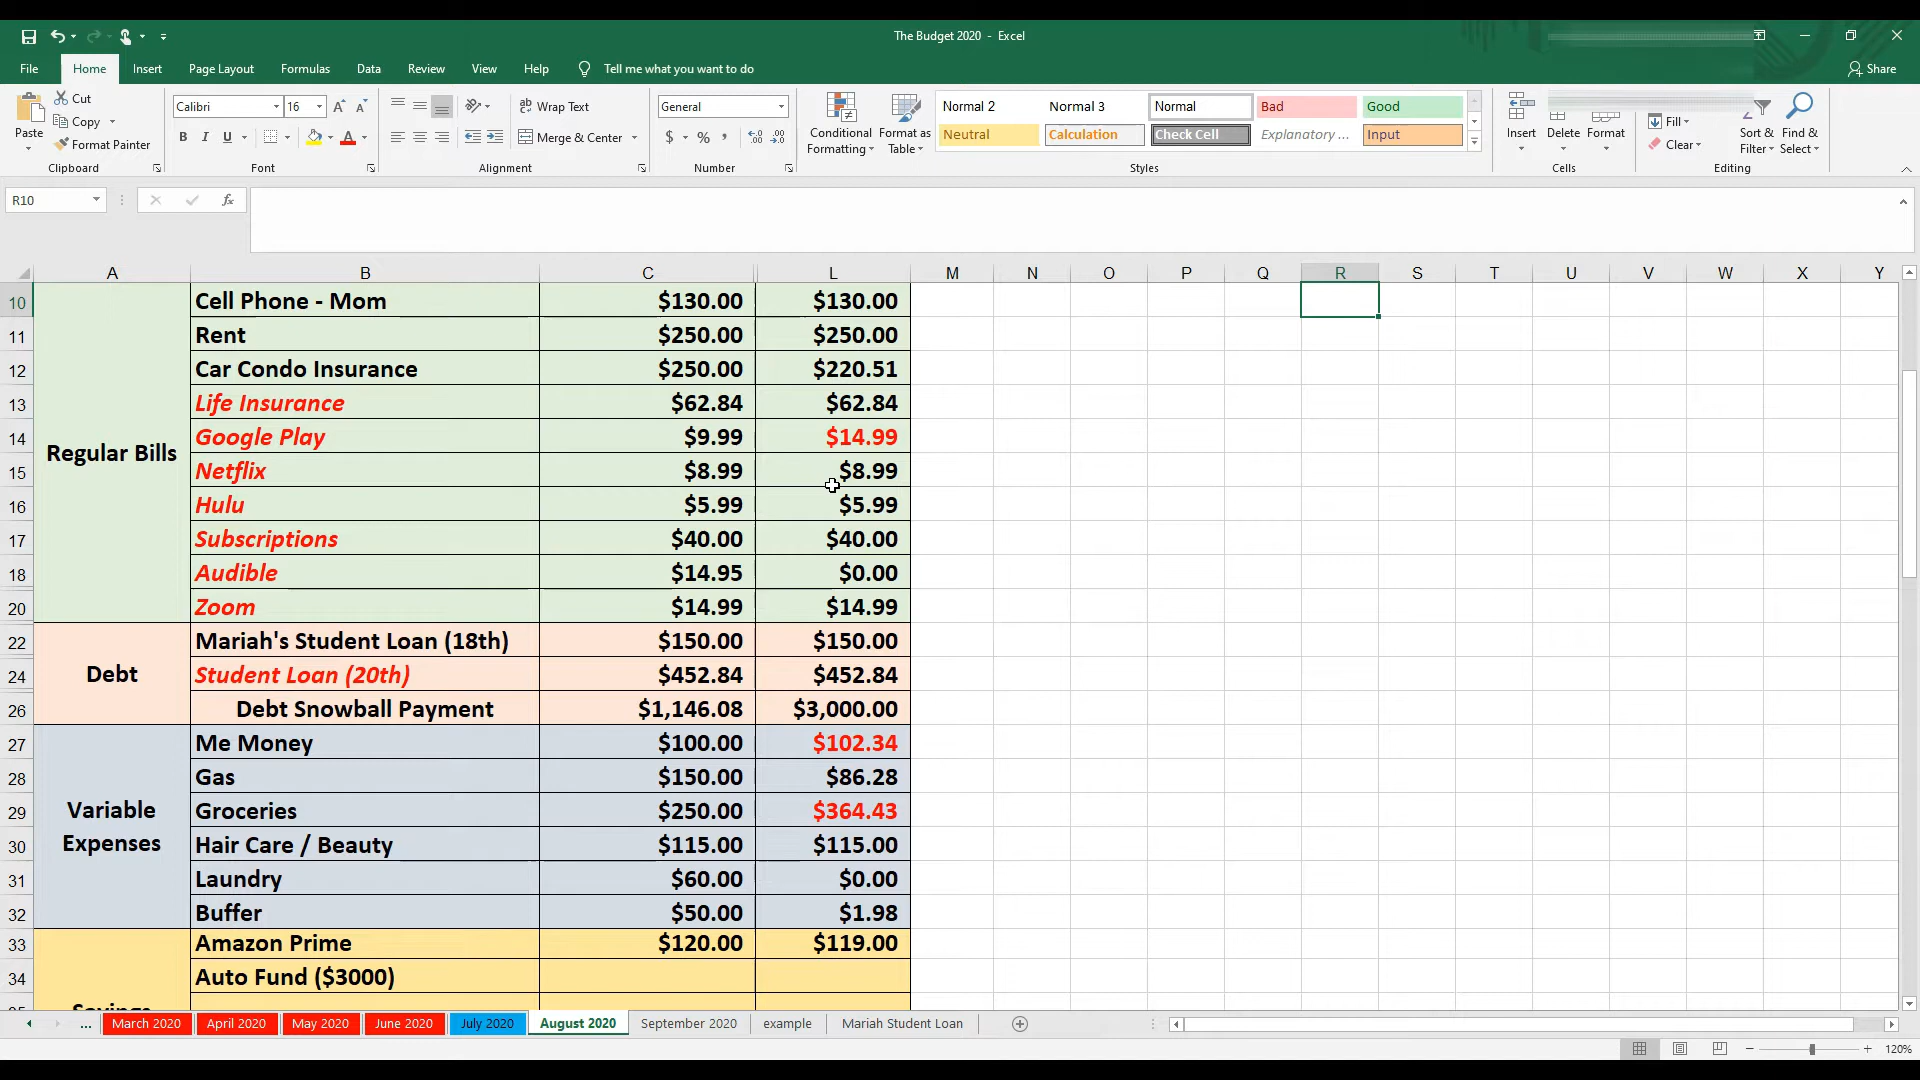 The Budget 2020 - Excel
File Home Insert Page Layout Formulas Data Review View Help Tell me what you want to do Share
Paste
Cut
Copy
Format Painter
Clipboard
Calibri 16
B I U A
Font
Wrap Text
Merge & Center
Alignment
General
$ % ,
Number
Conditional Formatting
Format as Table
Normal 2 Normal 3 Normal Bad Good
Neutral Calculation Check Cell Explanatory ... Input
Styles
Insert Delete Format
Cells
Fill
Clear
Sort & Filter
Find & Select
Editing
R10
fx
A B C L M N O P Q R S T U V W X Y
10 Cell Phone - Mom $130.00 $130.00
11 Rent $250.00 $250.00
12 Car Condo Insurance $250.00 $220.51
13 Life Insurance $62.84 $62.84
14 Google Play $9.99 $14.99
Regular Bills
15 Netflix $8.99 $8.99
16 Hulu $5.99 $5.99
17 Subscriptions $40.00 $40.00
18 Audible $14.95 $0.00
20 Zoom $14.99 $14.99
22 Mariah's Student Loan (18th) $150.00 $150.00
24 Debt Student Loan (20th) $452.84 $452.84
26 Debt Snowball Payment $1,146.08 $3,000.00
27 Me Money $100.00 $102.34
28 Gas $150.00 $86.28
29 Variable Groceries $250.00 $364.43
30 Expenses Hair Care / Beauty $115.00 $115.00
31 Laundry $60.00 $0.00
32 Buffer $50.00 $1.98
33 Amazon Prime $120.00 $119.00
34 Auto Fund ($3000)
35 Savings
... March 2020 April 2020 May 2020 June 2020 July 2020 August 2020 September 2020 example Mariah Student Loan
120%